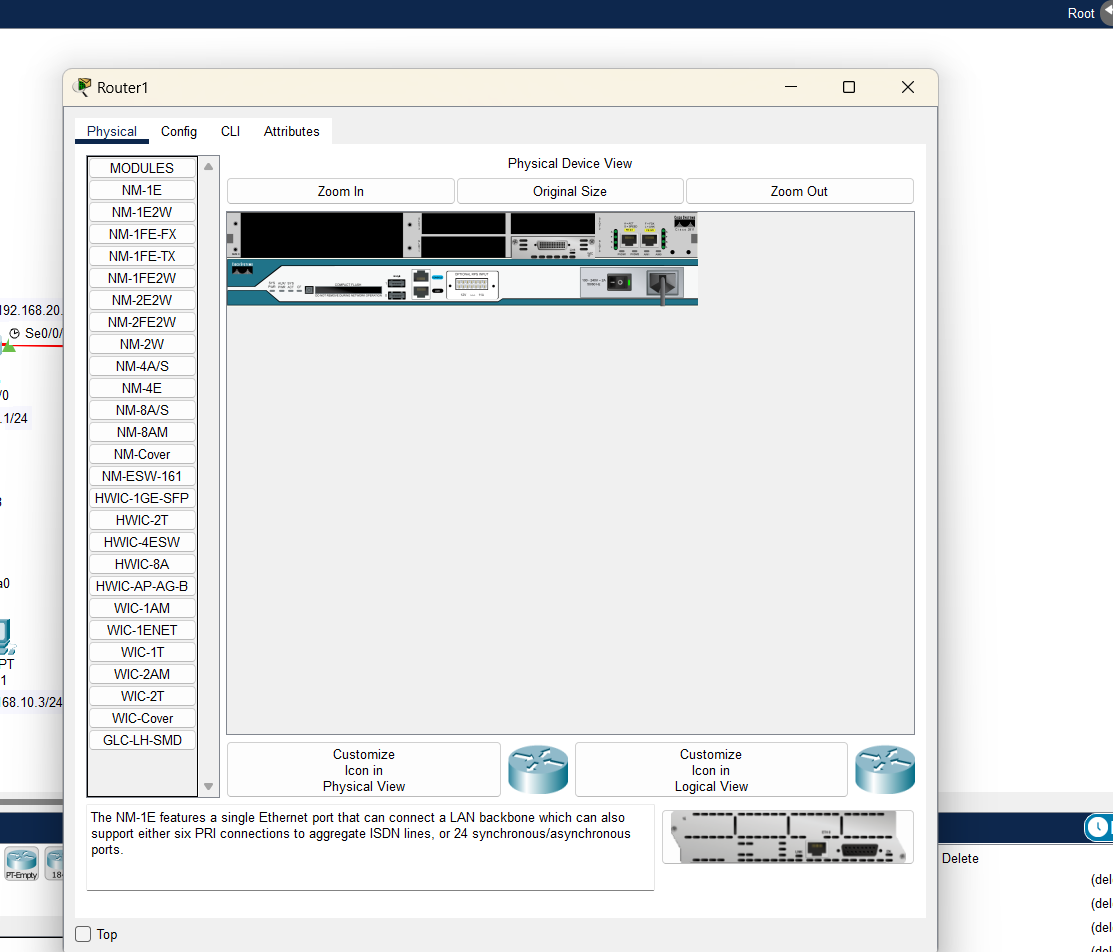 Root
Router1
Physical
Config
CLI
Attributes
MODULES
NM-1E
NM-1E2W
NM-1FE-FX
NM-1FE-TX
NM-1FE2W
NM-2E2W
NM-2FE2W
NM-2W
NM-4A/S
NM-4E
NM-8A/S
NM-8AM
NM-Cover
NM-ESW-161
HWIC-1GE-SFP
HWIC-2T
HWIC-4ESW
HWIC-8A
HWIC-AP-AG-B
WIC-1AM
WIC-1ENET
WIC-1T
WIC-2AM
WIC-2T
WIC-Cover
GLC-LH-SMD
Physical Device View
Zoom In
Original Size
Zoom Out
COMPACT FLASH
Customize
Icon in
Physical View
Customize
Icon in
Logical View
The NM-1E features a single Ethernet port that can connect a LAN backbone which can also
support either six PRI connections to aggregate ISDN lines, or 24 synchronous/asynchronous
ports.
Top
192.168.20.
Se0/0/
/0
.1/24
a0
PT
1
68.10.3/24
PT-Empty
18
Delete
(del
(del
(del
(del